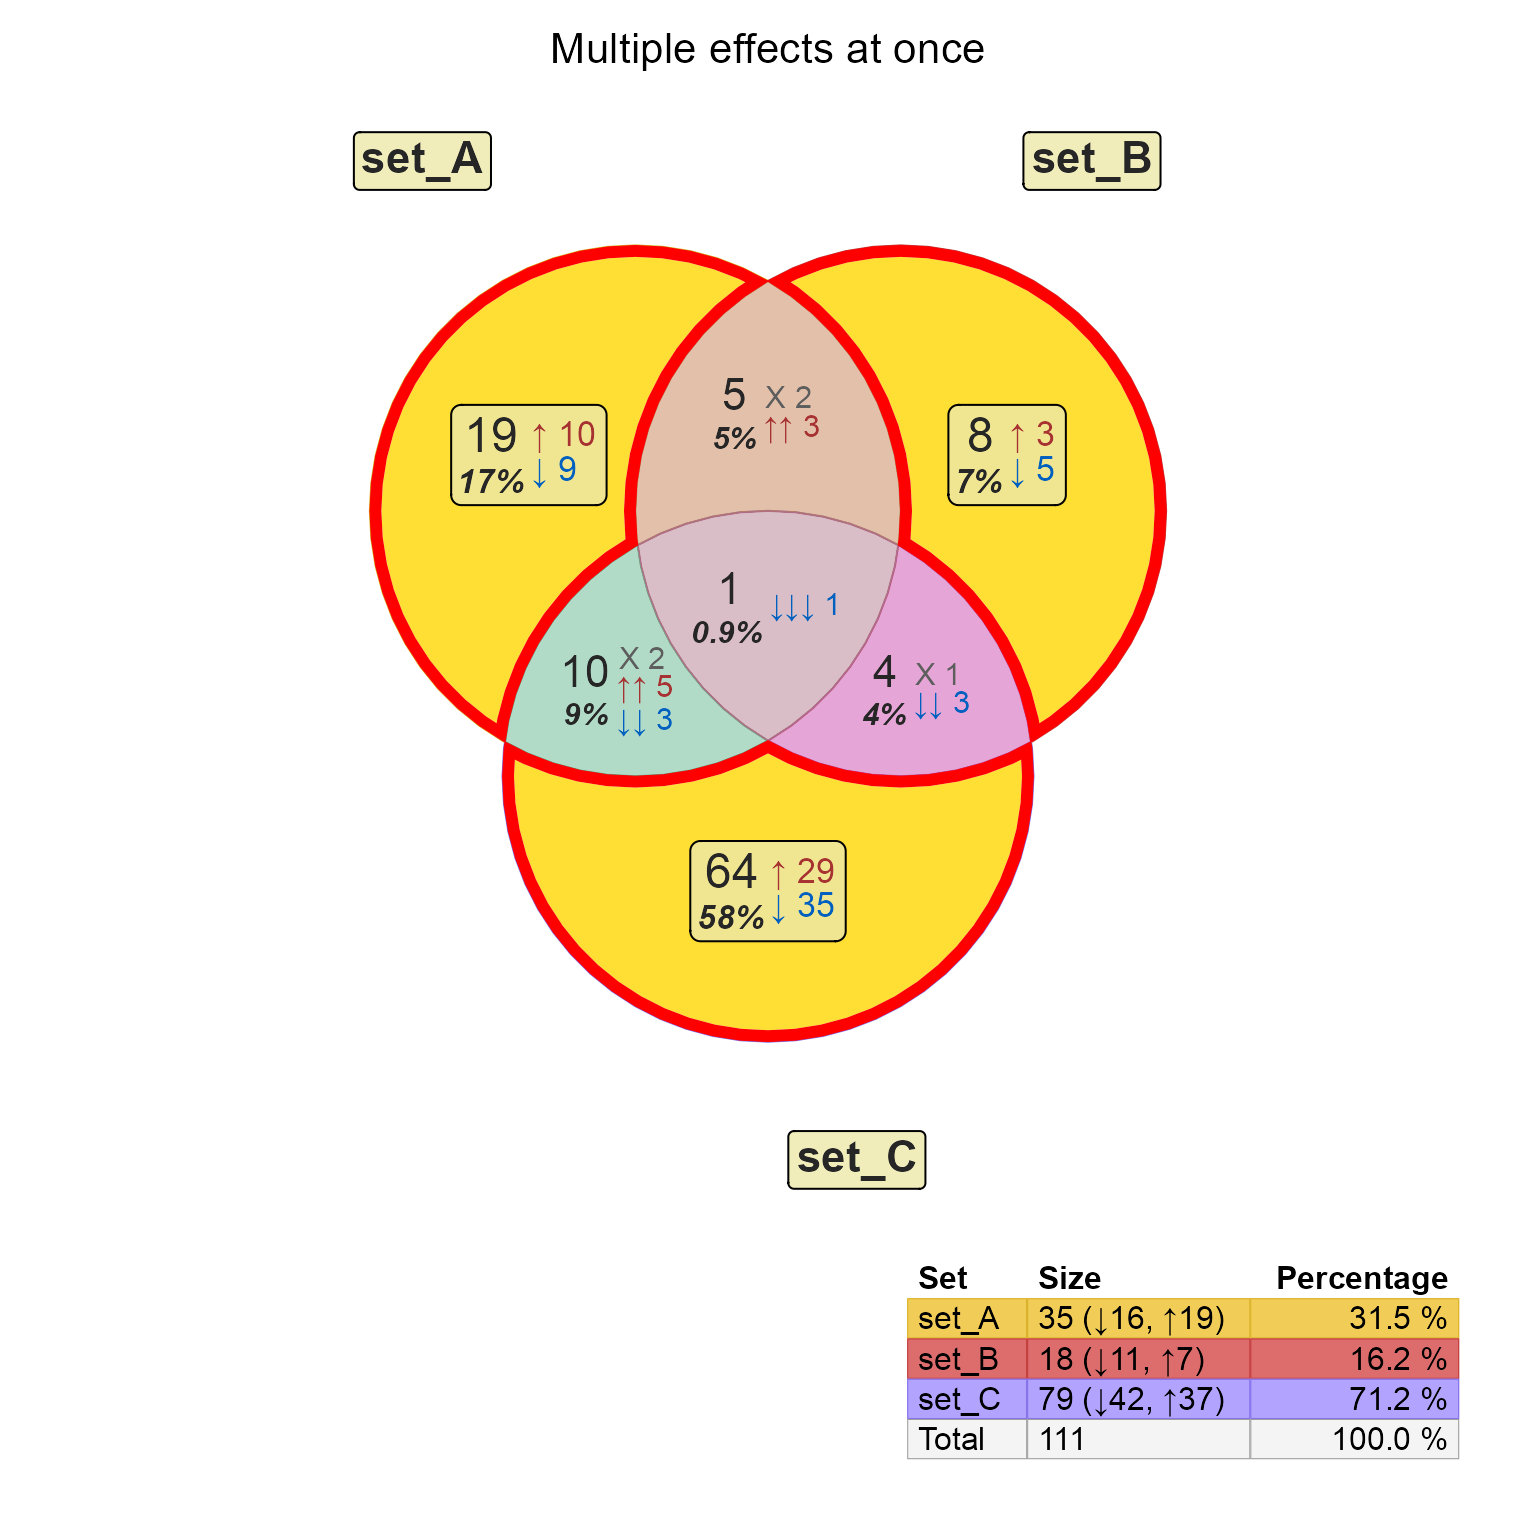 Multiple effects at once
set_A
set_B
19 ↑ 10
17% ↓ 9
5 X 2
5% ↑↑ 3
8 ↑ 3
7% ↓ 5
1 ↓↓↓ 1
0.9%
10 X 2
↑↑ 5
9% ↓↓ 3
4 X 1
4% ↓↓ 3
64 ↑ 29
58% ↓ 35
set_C
Set Size Percentage
set_A 35 (↓16, ↑19) 31.5 %
set_B 18 (↓11, ↑7) 16.2 %
set_C 79 (↓42, ↑37) 71.2 %
Total 111 100.0 %